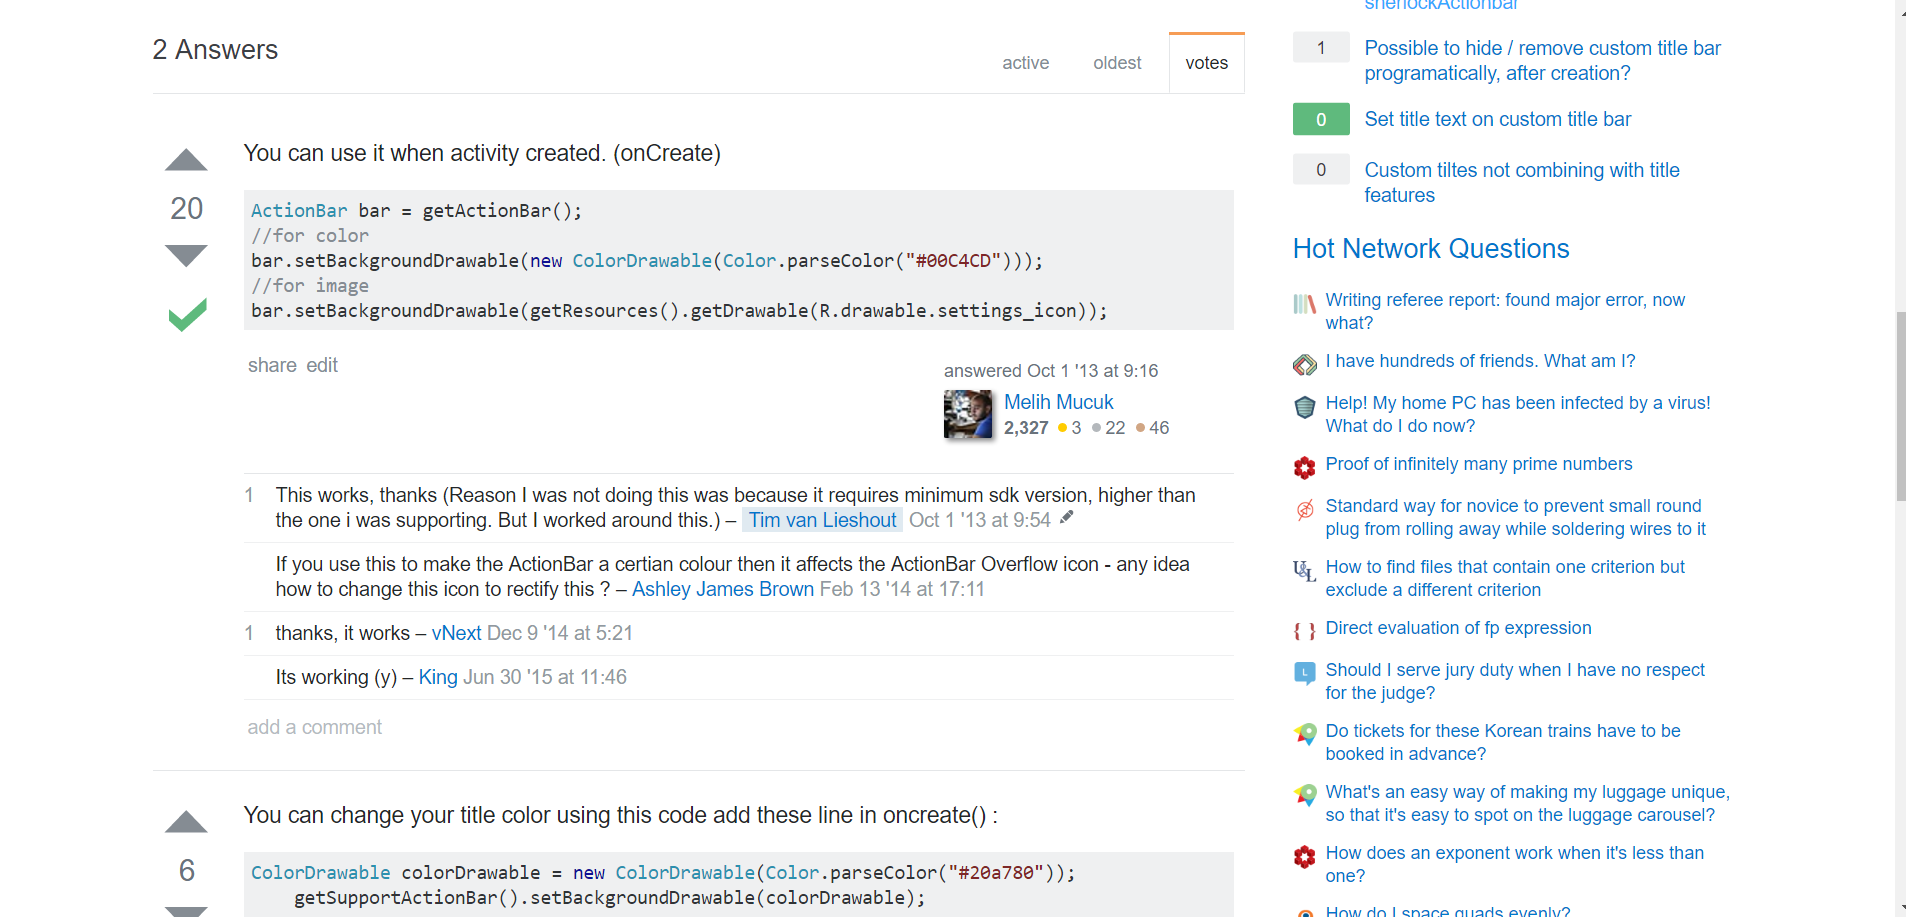 2 Answers
active
oldest
votes
20
You can use it when activity created. (onCreate)
ActionBar bar = getActionBar();
//for color
bar.setBackgroundDrawable(new ColorDrawable(Color.parseColor("#00C4CD")));
//for image
bar.setBackgroundDrawable(getResources().getDrawable(R.drawable.settings_icon));
share edit
answered Oct 1 '13 at 9:16
Melih Mucuk
2,327 3 22 46
1 This works, thanks (Reason I was not doing this was because it requires minimum sdk version, higher than
the one i was supporting. But I worked around this.) – Tim van Lieshout Oct 1 '13 at 9:54
If you use this to make the ActionBar a certian colour then it affects the ActionBar Overflow icon - any idea
how to change this icon to rectify this ? – Ashley James Brown Feb 13 '14 at 17:11
1 thanks, it works – vNext Dec 9 '14 at 5:21
Its working (y) – King Jun 30 '15 at 11:46
add a comment
6
You can change your title color using this code add these line in oncreate() :
ColorDrawable colorDrawable = new ColorDrawable(Color.parseColor("#20a780"));
getSupportActionBar().setBackgroundDrawable(colorDrawable);
sherlockActionbar
1 Possible to hide / remove custom title bar
programatically, after creation?
0 Set title text on custom title bar
0 Custom tiltes not combining with title
features
Hot Network Questions
Writing referee report: found major error, now
what?
I have hundreds of friends. What am I?
Help! My home PC has been infected by a virus!
What do I do now?
Proof of infinitely many prime numbers
Standard way for novice to prevent small round
plug from rolling away while soldering wires to it
U&L How to find files that contain one criterion but
exclude a different criterion
{ } Direct evaluation of fp expression
L Should I serve jury duty when I have no respect
for the judge?
Do tickets for these Korean trains have to be
booked in advance?
What's an easy way of making my luggage unique,
so that it's easy to spot on the luggage carousel?
How does an exponent work when it's less than
one?
How do I space quads evenly?